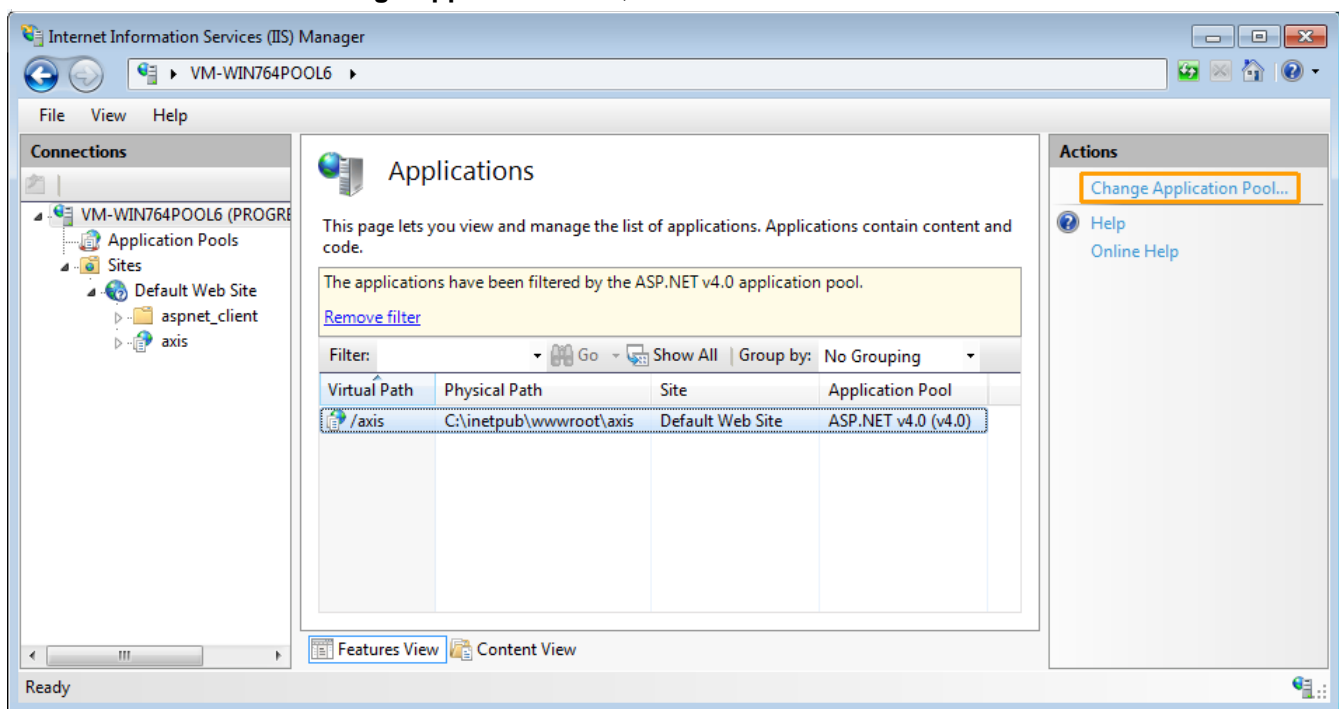 Internet Information Services (IIS) Manager
VM-WIN764POOL6
File View Help
Connections
VM-WIN764POOL6 (PROGRE
Application Pools
Sites
Default Web Site
aspnet_client
axis
Applications
This page lets you view and manage the list of applications. Applications contain content and
code.
The applications have been filtered by the ASP.NET v4.0 application pool.
Remove filter
Filter: Go Show All Group by: No Grouping
Virtual Path Physical Path Site Application Pool
/axis C:\inetpub\wwwroot\axis Default Web Site ASP.NET v4.0 (v4.0)
Features View Content View
Actions
Change Application Pool...
Help
Online Help
Ready